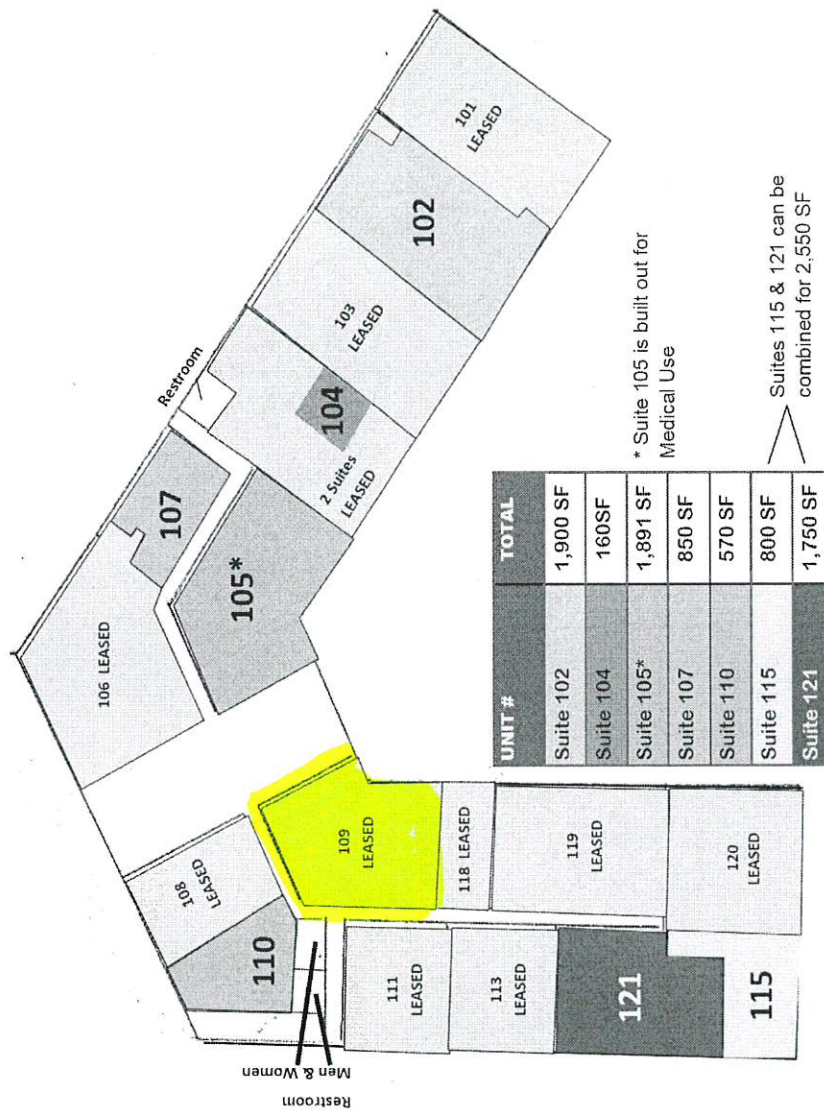 101
LEASED
102
103
LEASED
Restroom
104
2 Suites
LEASED
107
105*
106 LEASED
108
LEASED
110
109
LEASED
118 LEASED
119
LEASED
120
LEASED
111
LEASED
113
LEASED
121
115
Restroom
Men & Women
UNIT # TOTAL
Suite 102 1,900 SF
Suite 104 160SF
Suite 105* 1,891 SF
Suite 107 850 SF
Suite 110 570 SF
Suite 115 800 SF
Suite 121 1,750 SF
* Suite 105 is built out for
Medical Use
Suites 115 & 121 can be
combined for 2,550 SF